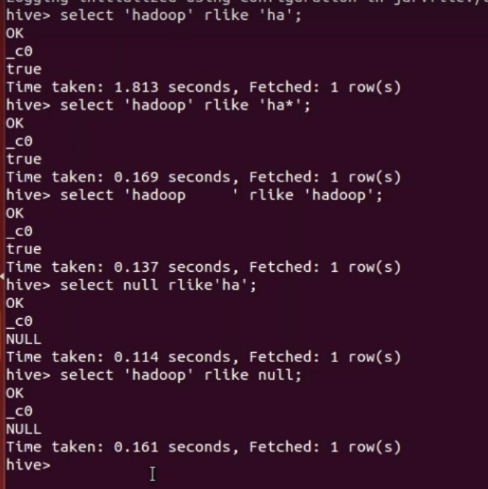 Logging initialized using configuration in
hive> select 'hadoop' rlike 'ha';
OK
_c0
true
Time taken: 1.813 seconds, Fetched: 1 row(s)
hive> select 'hadoop' rlike 'ha*';
OK
_c0
true
Time taken: 0.169 seconds, Fetched: 1 row(s)
hive> select 'hadoop     ' rlike 'hadoop';
OK
_c0
true
Time taken: 0.137 seconds, Fetched: 1 row(s)
hive> select null rlike'ha';
OK
_c0
NULL
Time taken: 0.114 seconds, Fetched: 1 row(s)
hive> select 'hadoop' rlike null;
OK
_c0
NULL
Time taken: 0.161 seconds, Fetched: 1 row(s)
hive>